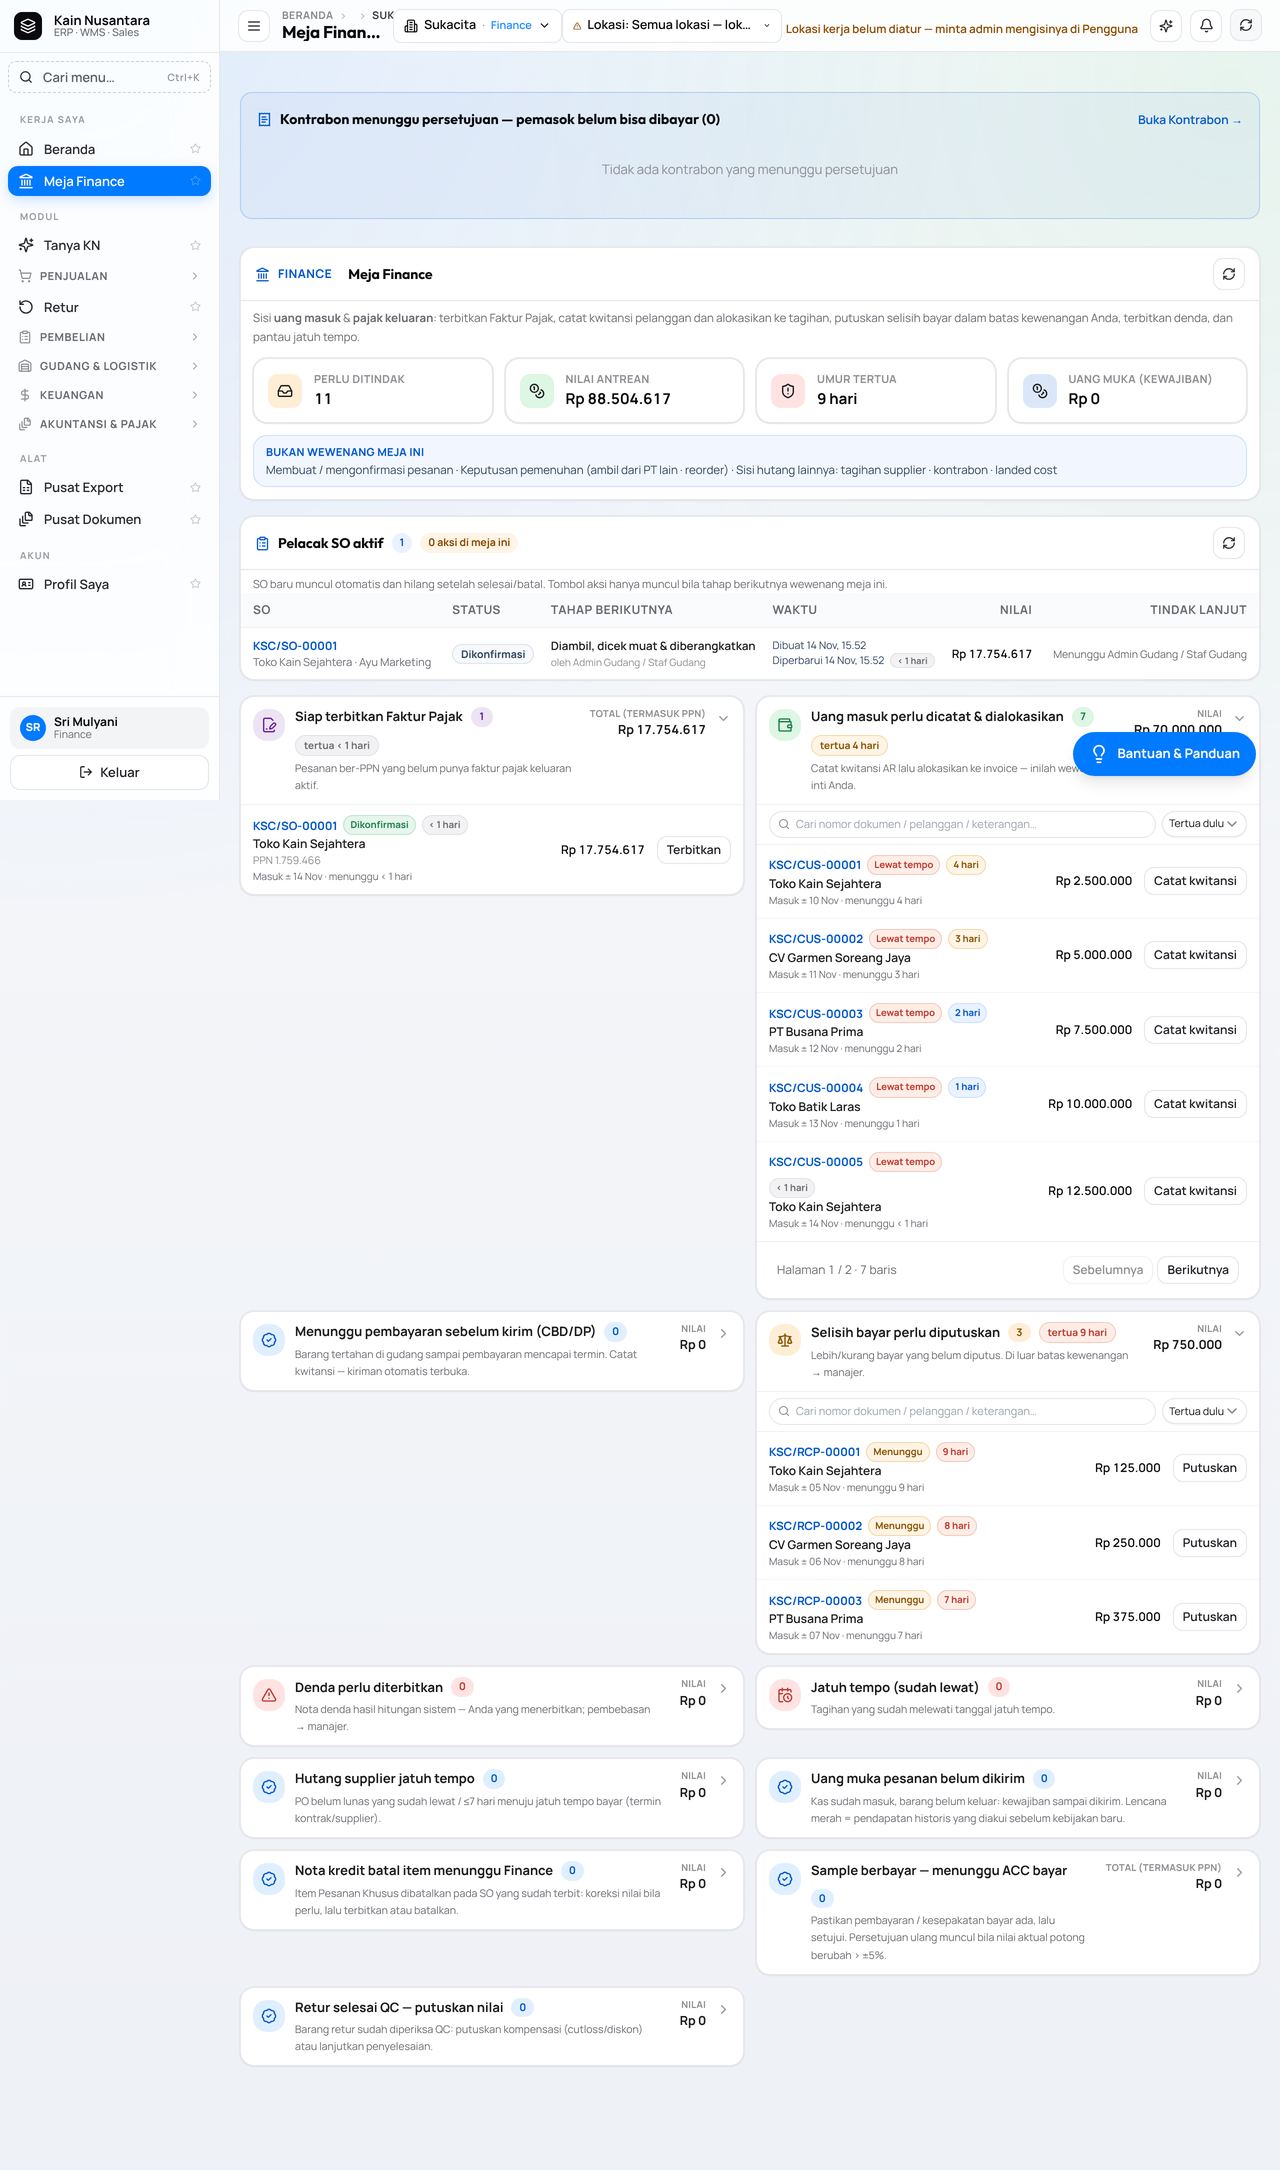 Kain Nusantara
ERP · WMS · Sales
Cari menu...
Ctrl+K
KERJA SAYA
Beranda
Meja Finance
MODUL
Tanya KN
PENJUALAN
Retur
PEMBELIAN
GUDANG & LOGISTIK
KEUANGAN
AKUNTANSI & PAJAK
ALAT
Pusat Export
Pusat Dokumen
AKUN
Profil Saya
SR
Sri Mulyani
Finance
Keluar
BERANDA > > SUK
Meja Finan...
Sukacita · Finance
Lokasi: Semua lokasi — lok...
Lokasi kerja belum diatur — minta admin mengisinya di Pengguna
Kontrabon menunggu persetujuan — pemasok belum bisa dibayar (0)
Buka Kontrabon →
Tidak ada kontrabon yang menunggu persetujuan
FINANCE Meja Finance
Sisi uang masuk & pajak keluaran: terbitkan Faktur Pajak, catat kwitansi pelanggan dan alokasikan ke tagihan, putuskan selisih bayar dalam batas kewenangan Anda, terbitkan denda, dan
pantau jatuh tempo.
PERLU DITINDAK
11
NILAI ANTREAN
Rp 88.504.617
UMUR TERTUA
9 hari
UANG MUKA (KEWAJIBAN)
Rp 0
BUKAN WEWENANG MEJA INI
Membuat / mengonfirmasi pesanan · Keputusan pemenuhan (ambil dari PT lain · reorder) · Sisi hutang lainnya: tagihan supplier · kontrabon · landed cost
Pelacak SO aktif 1 0 aksi di meja ini
SO baru muncul otomatis dan hilang setelah selesai/batal. Tombol aksi hanya muncul bila tahap berikutnya wewenang meja ini.
SO STATUS TAHAP BERIKUTNYA WAKTU NILAI TINDAK LANJUT
KSC/SO-00001
Toko Kain Sejahtera · Ayu Marketing
Dikonfirmasi
Diambil, dicek muat & diberangkatkan
oleh Admin Gudang / Staf Gudang
Dibuat 14 Nov, 15.52
Diperbarui 14 Nov, 15.52 < 1 hari
Rp 17.754.617
Menunggu Admin Gudang / Staf Gudang
Siap terbitkan Faktur Pajak 1
tertua < 1 hari
Pesanan ber-PPN yang belum punya faktur pajak keluaran
aktif.
TOTAL (TERMASUK PPN)
Rp 17.754.617
KSC/SO-00001 Dikonfirmasi < 1 hari
Toko Kain Sejahtera
PPN 1.759.466
Masuk ± 14 Nov · menunggu < 1 hari
Rp 17.754.617 Terbitkan
Uang masuk perlu dicatat & dialokasikan 7
tertua 4 hari
Catat kwitansi AR lalu alokasikan ke invoice — inilah
inti Anda.
NILAI
Rp 70.000.000
Bantuan & Panduan
Cari nomor dokumen / pelanggan / keterangan...
Tertua dulu
KSC/CUS-00001 Lewat tempo 4 hari
Toko Kain Sejahtera
Masuk ± 10 Nov · menunggu 4 hari
Rp 2.500.000 Catat kwitansi
KSC/CUS-00002 Lewat tempo 3 hari
CV Garmen Soreang Jaya
Masuk ± 11 Nov · menunggu 3 hari
Rp 5.000.000 Catat kwitansi
KSC/CUS-00003 Lewat tempo 2 hari
PT Busana Prima
Masuk ± 12 Nov · menunggu 2 hari
Rp 7.500.000 Catat kwitansi
KSC/CUS-00004 Lewat tempo 1 hari
Toko Batik Laras
Masuk ± 13 Nov · menunggu 1 hari
Rp 10.000.000 Catat kwitansi
KSC/CUS-00005 Lewat tempo
< 1 hari
Toko Kain Sejahtera
Masuk ± 14 Nov · menunggu < 1 hari
Rp 12.500.000 Catat kwitansi
Halaman 1 / 2 · 7 baris
Sebelumnya Berikutnya
Menunggu pembayaran sebelum kirim (CBD/DP) 0
Barang tertahan di gudang sampai pembayaran mencapai termin. Catat
kwitansi — kiriman otomatis terbuka.
NILAI
Rp 0
Selisih bayar perlu diputuskan 3 tertua 9 hari
Lebih/kurang bayar yang belum diputus. Di luar batas kewenangan
→ manajer.
NILAI
Rp 750.000
Cari nomor dokumen / pelanggan / keterangan...
Tertua dulu
KSC/RCP-00001 Menunggu 9 hari
Toko Kain Sejahtera
Masuk ± 05 Nov · menunggu 9 hari
Rp 125.000 Putuskan
KSC/RCP-00002 Menunggu 8 hari
CV Garmen Soreang Jaya
Masuk ± 06 Nov · menunggu 8 hari
Rp 250.000 Putuskan
KSC/RCP-00003 Menunggu 7 hari
PT Busana Prima
Masuk ± 07 Nov · menunggu 7 hari
Rp 375.000 Putuskan
Denda perlu diterbitkan 0
Nota denda hasil hitungan sistem — Anda yang menerbitkan; pembebasan
→ manajer.
NILAI
Rp 0
Jatuh tempo (sudah lewat) 0
Tagihan yang sudah melewati tanggal jatuh tempo.
NILAI
Rp 0
Hutang supplier jatuh tempo 0
PO belum lunas yang sudah lewat / ≤7 hari menuju jatuh tempo bayar (termin
kontrak/supplier).
NILAI
Rp 0
Uang muka pesanan belum dikirim 0
Kas sudah masuk, barang belum keluar: kewajiban sampai dikirim. Lencana
merah = pendapatan historis yang diakui sebelum kebijakan baru.
NILAI
Rp 0
Nota kredit batal item menunggu Finance 0
Item Pesanan Khusus dibatalkan pada SO yang sudah terbit: koreksi nilai bila
perlu, lalu terbitkan atau batalkan.
NILAI
Rp 0
Sample berbayar — menunggu ACC bayar
0
Pastikan pembayaran / kesepakatan bayar ada, lalu
setujui. Persetujuan ulang muncul bila nilai aktual potong
berubah > ±5%.
TOTAL (TERMASUK PPN)
Rp 0
Retur selesai QC — putuskan nilai 0
Barang retur sudah diperiksa QC: putuskan kompensasi (cutloss/diskon)
atau lanjutkan penyelesaian.
NILAI
Rp 0